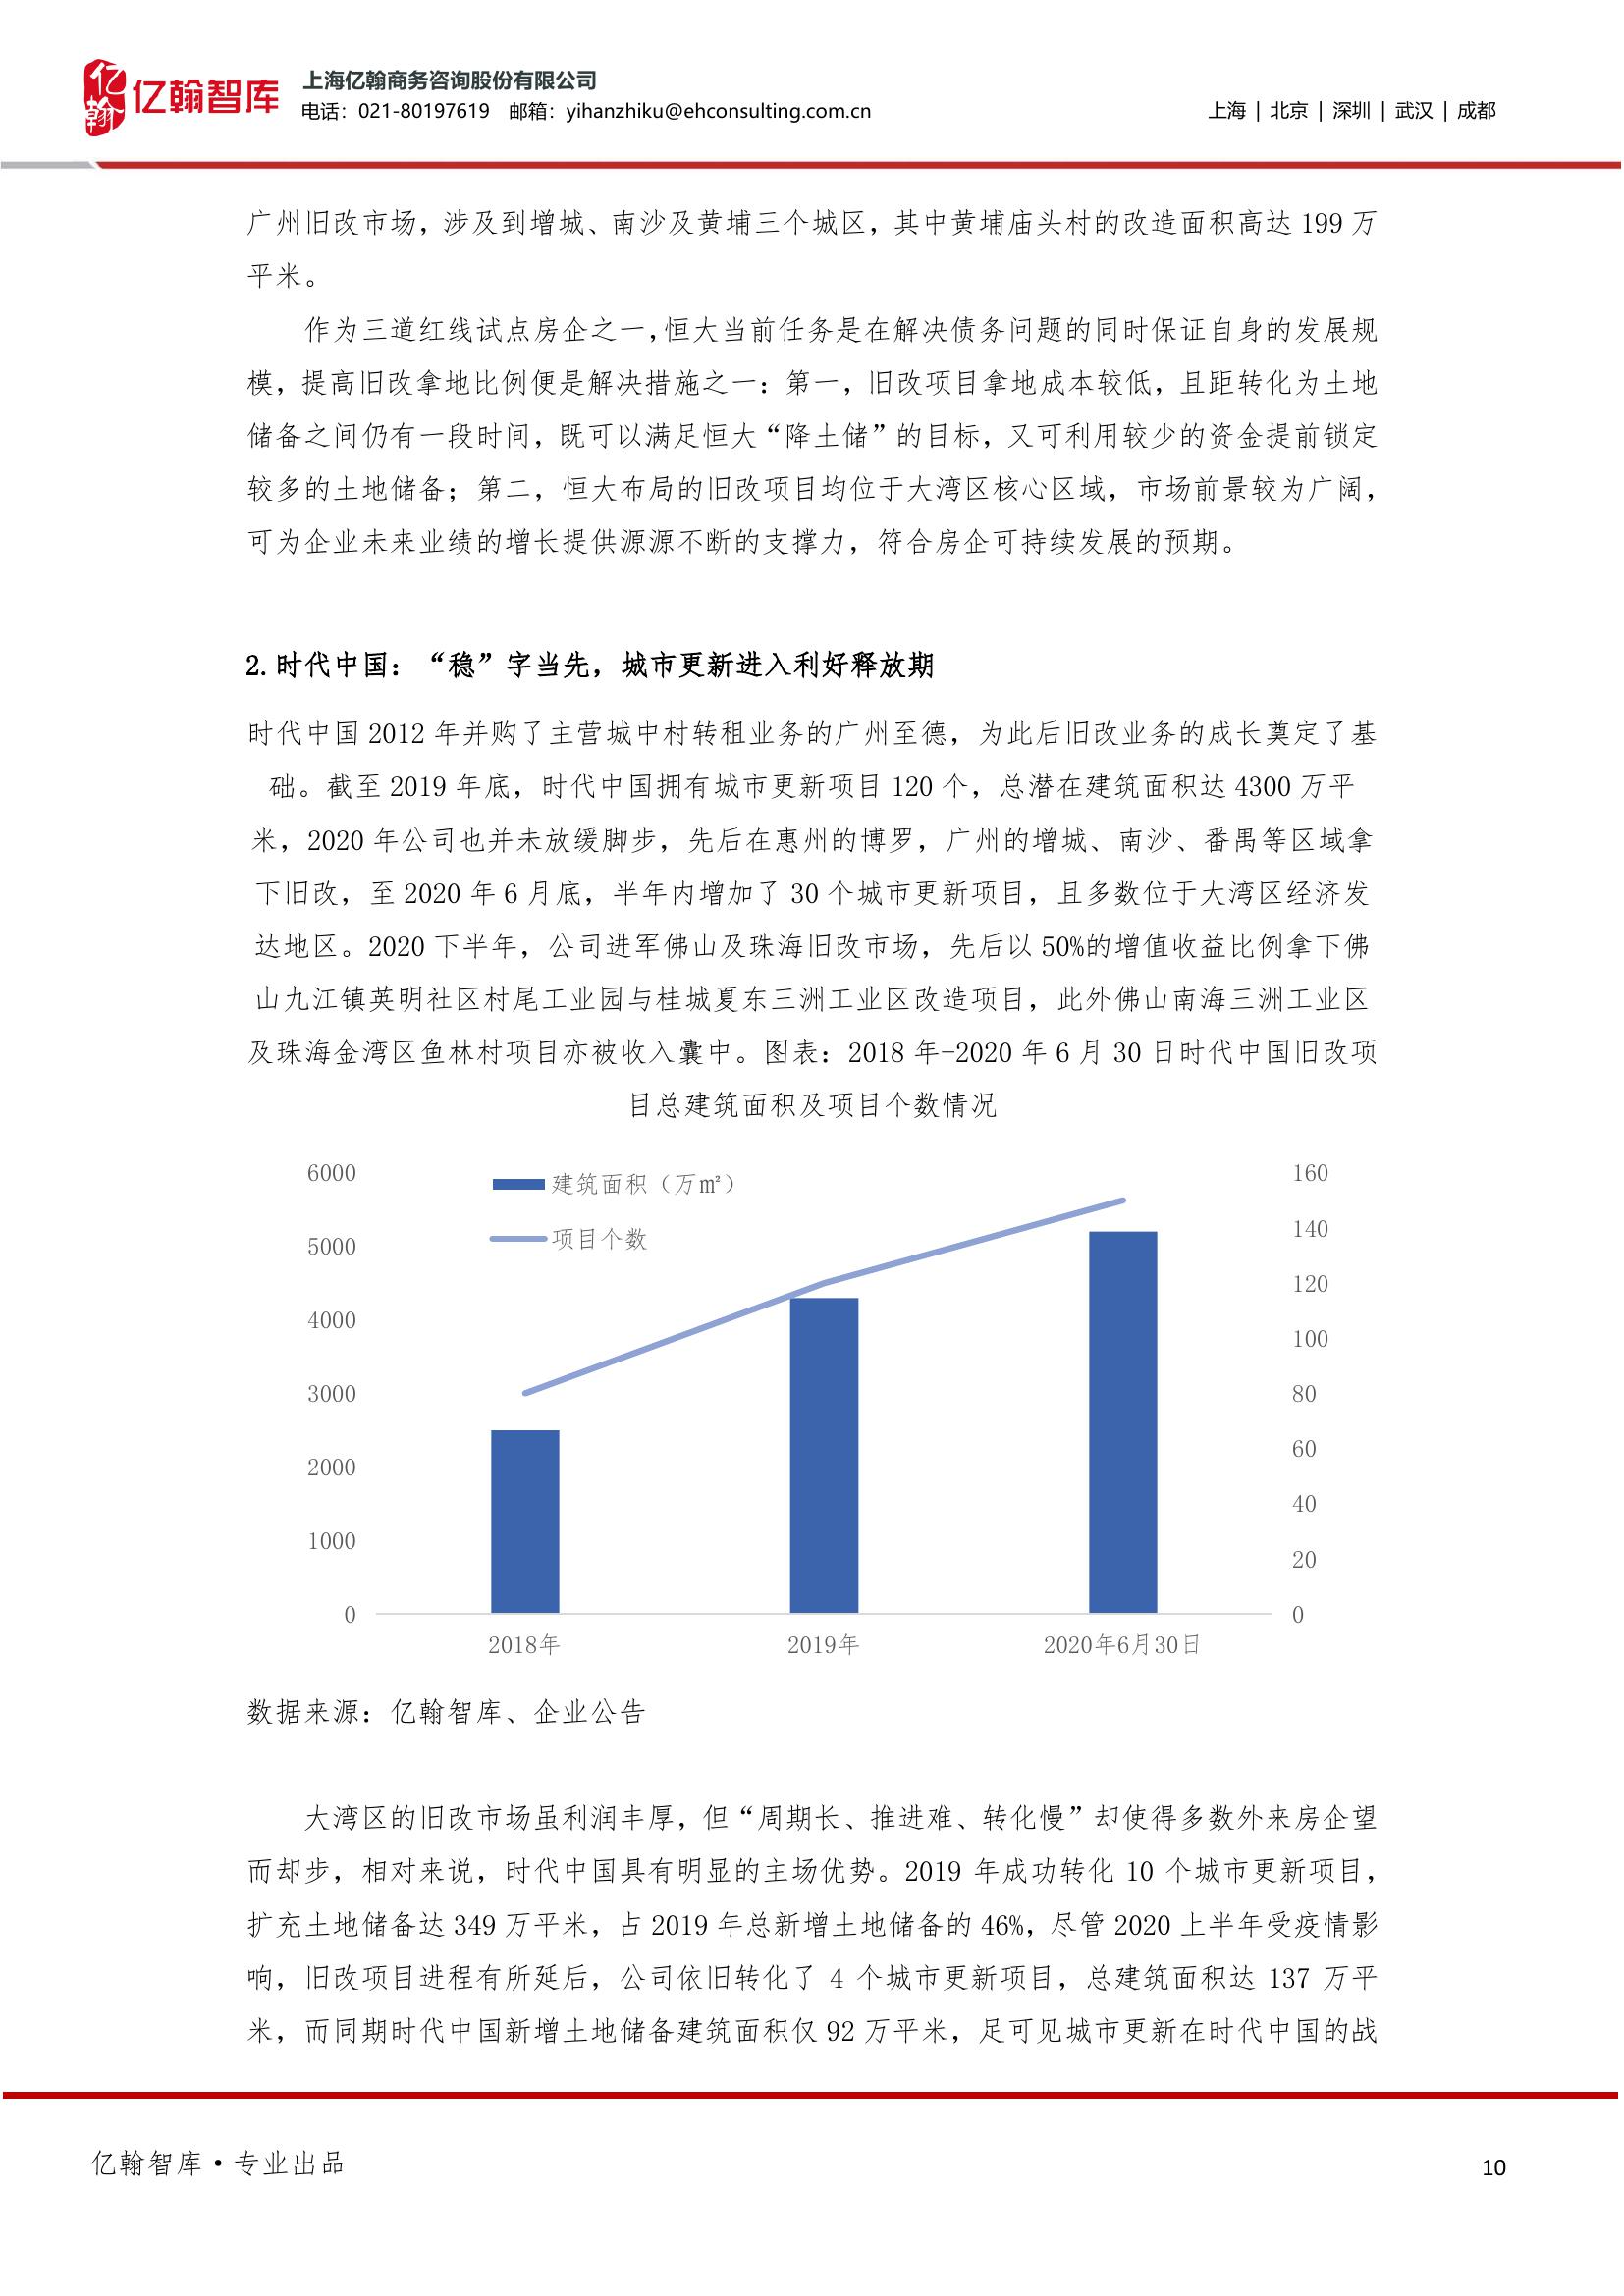 亿翰
亿翰智库
上海亿翰商务咨询股份有限公司
电话：021-80197619 邮箱：yihanzhiku@ehconsulting.com.cn
上海 | 北京 | 深圳 | 武汉 | 成都
广州旧改市场，涉及到增城、南沙及黄埔三个城区，其中黄埔庙头村的改造面积高达 199 万
平米。
作为三道红线试点房企之一，恒大当前任务是在解决债务问题的同时保证自身的发展规
模，提高旧改拿地比例便是解决措施之一：第一，旧改项目拿地成本较低，且距转化为土地
储备之间仍有一段时间，既可以满足恒大“降土储”的目标，又可利用较少的资金提前锁定
较多的土地储备；第二，恒大布局的旧改项目均位于大湾区核心区域，市场前景较为广阔，
可为企业未来业绩的增长提供源源不断的支撑力，符合房企可持续发展的预期。
2.时代中国：“稳”字当先，城市更新进入利好释放期
时代中国 2012 年并购了主营城中村转租业务的广州至德，为此后旧改业务的成长奠定了基
础。截至 2019 年底，时代中国拥有城市更新项目 120 个，总潜在建筑面积达 4300 万平
米，2020 年公司也并未放缓脚步，先后在惠州的博罗，广州的增城、南沙、番禺等区域拿
下旧改，至 2020 年 6 月底，半年内增加了 30 个城市更新项目，且多数位于大湾区经济发
达地区。2020 下半年，公司进军佛山及珠海旧改市场，先后以 50%的增值收益比例拿下佛
山九江镇英明社区村尾工业园与桂城夏东三洲工业区改造项目，此外佛山南海三洲工业区
及珠海金湾区鱼林村项目亦被收入囊中。图表：2018 年-2020 年 6 月 30 日时代中国旧改项
目总建筑面积及项目个数情况
6000
5000
4000
3000
2000
1000
0
建筑面积（万㎡）
项目个数
160
140
120
100
80
60
40
20
0
2018年
2019年
2020年6月30日
数据来源：亿翰智库、企业公告
大湾区的旧改市场虽利润丰厚，但“周期长、推进难、转化慢”却使得多数外来房企望
而却步，相对来说，时代中国具有明显的主场优势。2019 年成功转化 10 个城市更新项目，
扩充土地储备达 349 万平米，占 2019 年总新增土地储备的 46%，尽管 2020 上半年受疫情影
响，旧改项目进程有所延后，公司依旧转化了 4 个城市更新项目，总建筑面积达 137 万平
米，而同期时代中国新增土地储备建筑面积仅 92 万平米，足可见城市更新在时代中国的战
亿翰智库•专业出品
10